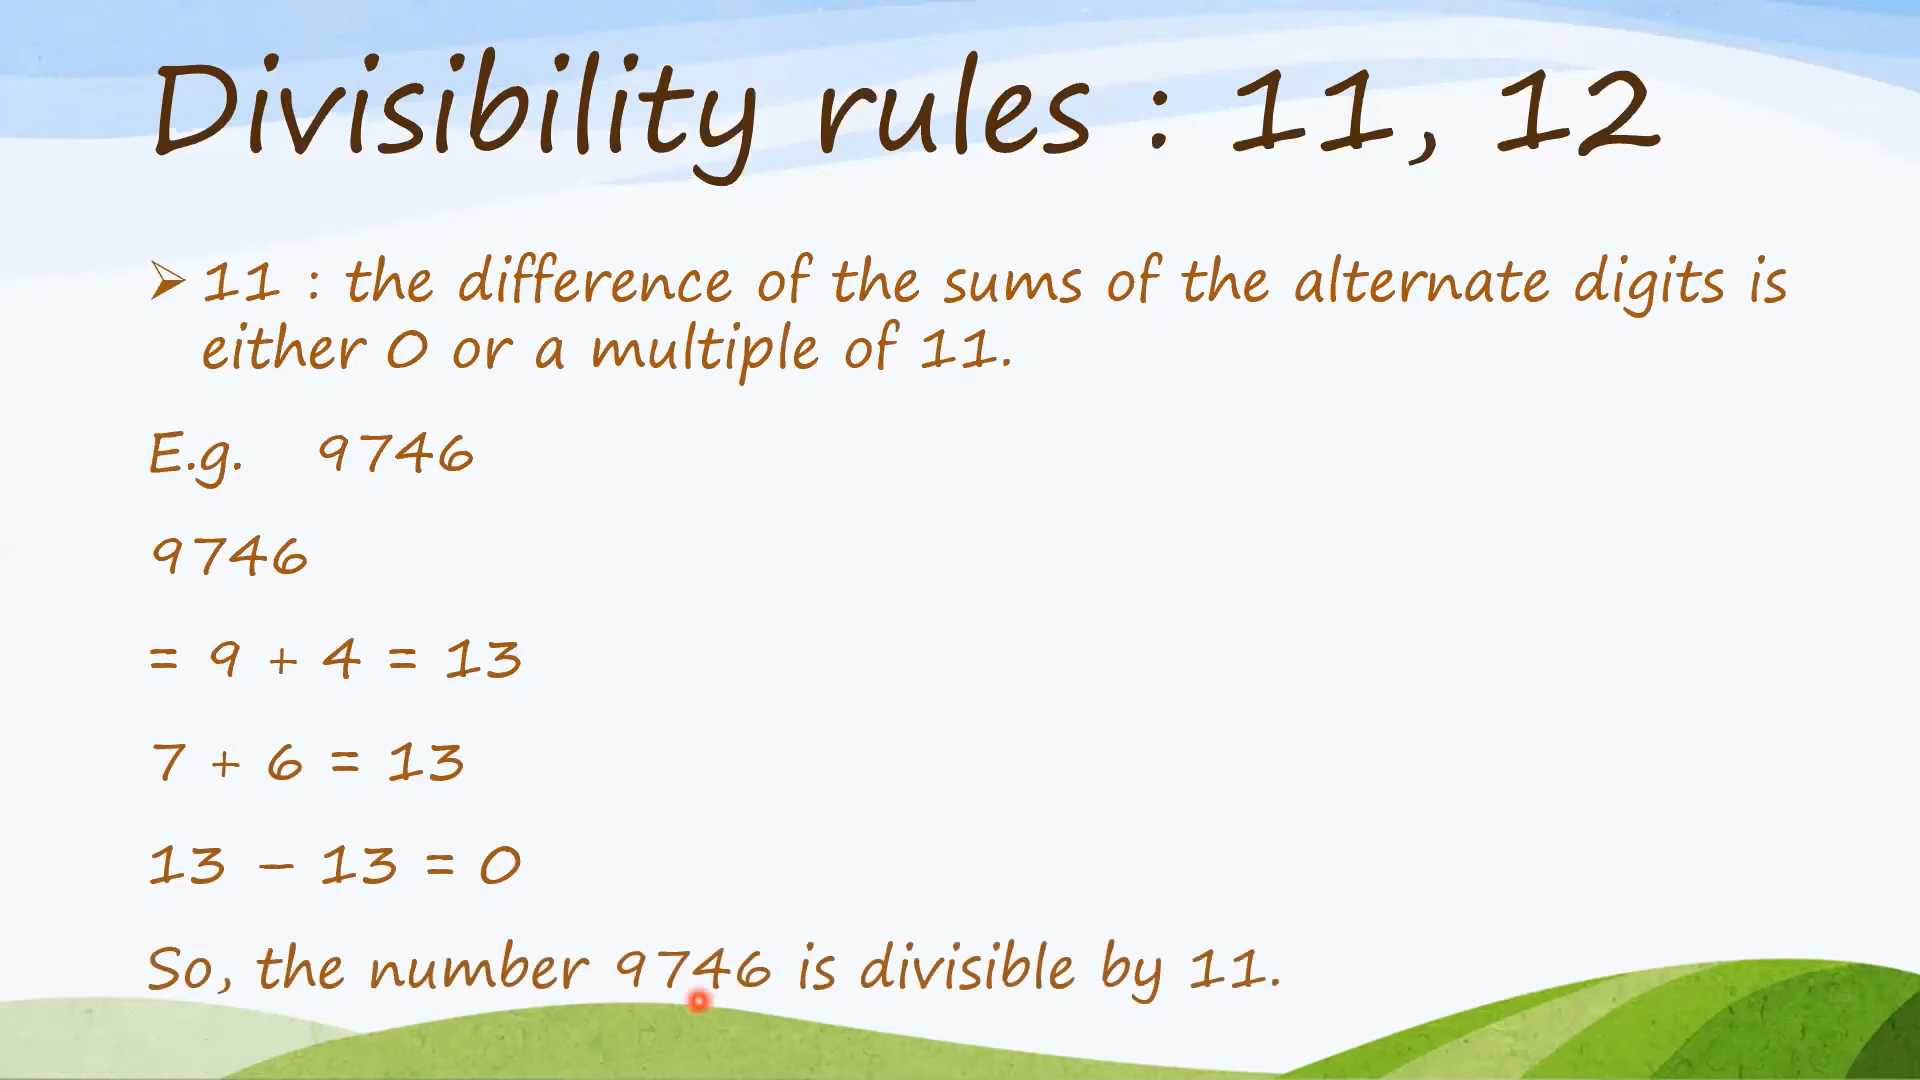 Divisibility rules : 11, 12
➢ 11 : the difference of the sums of the alternate digits is
either 0 or a multiple of 11.
E.g. 9746
9746
= 9 + 4 = 13
7 + 6 = 13
13 – 13 = 0
So, the number 9746 is divisible by 11.